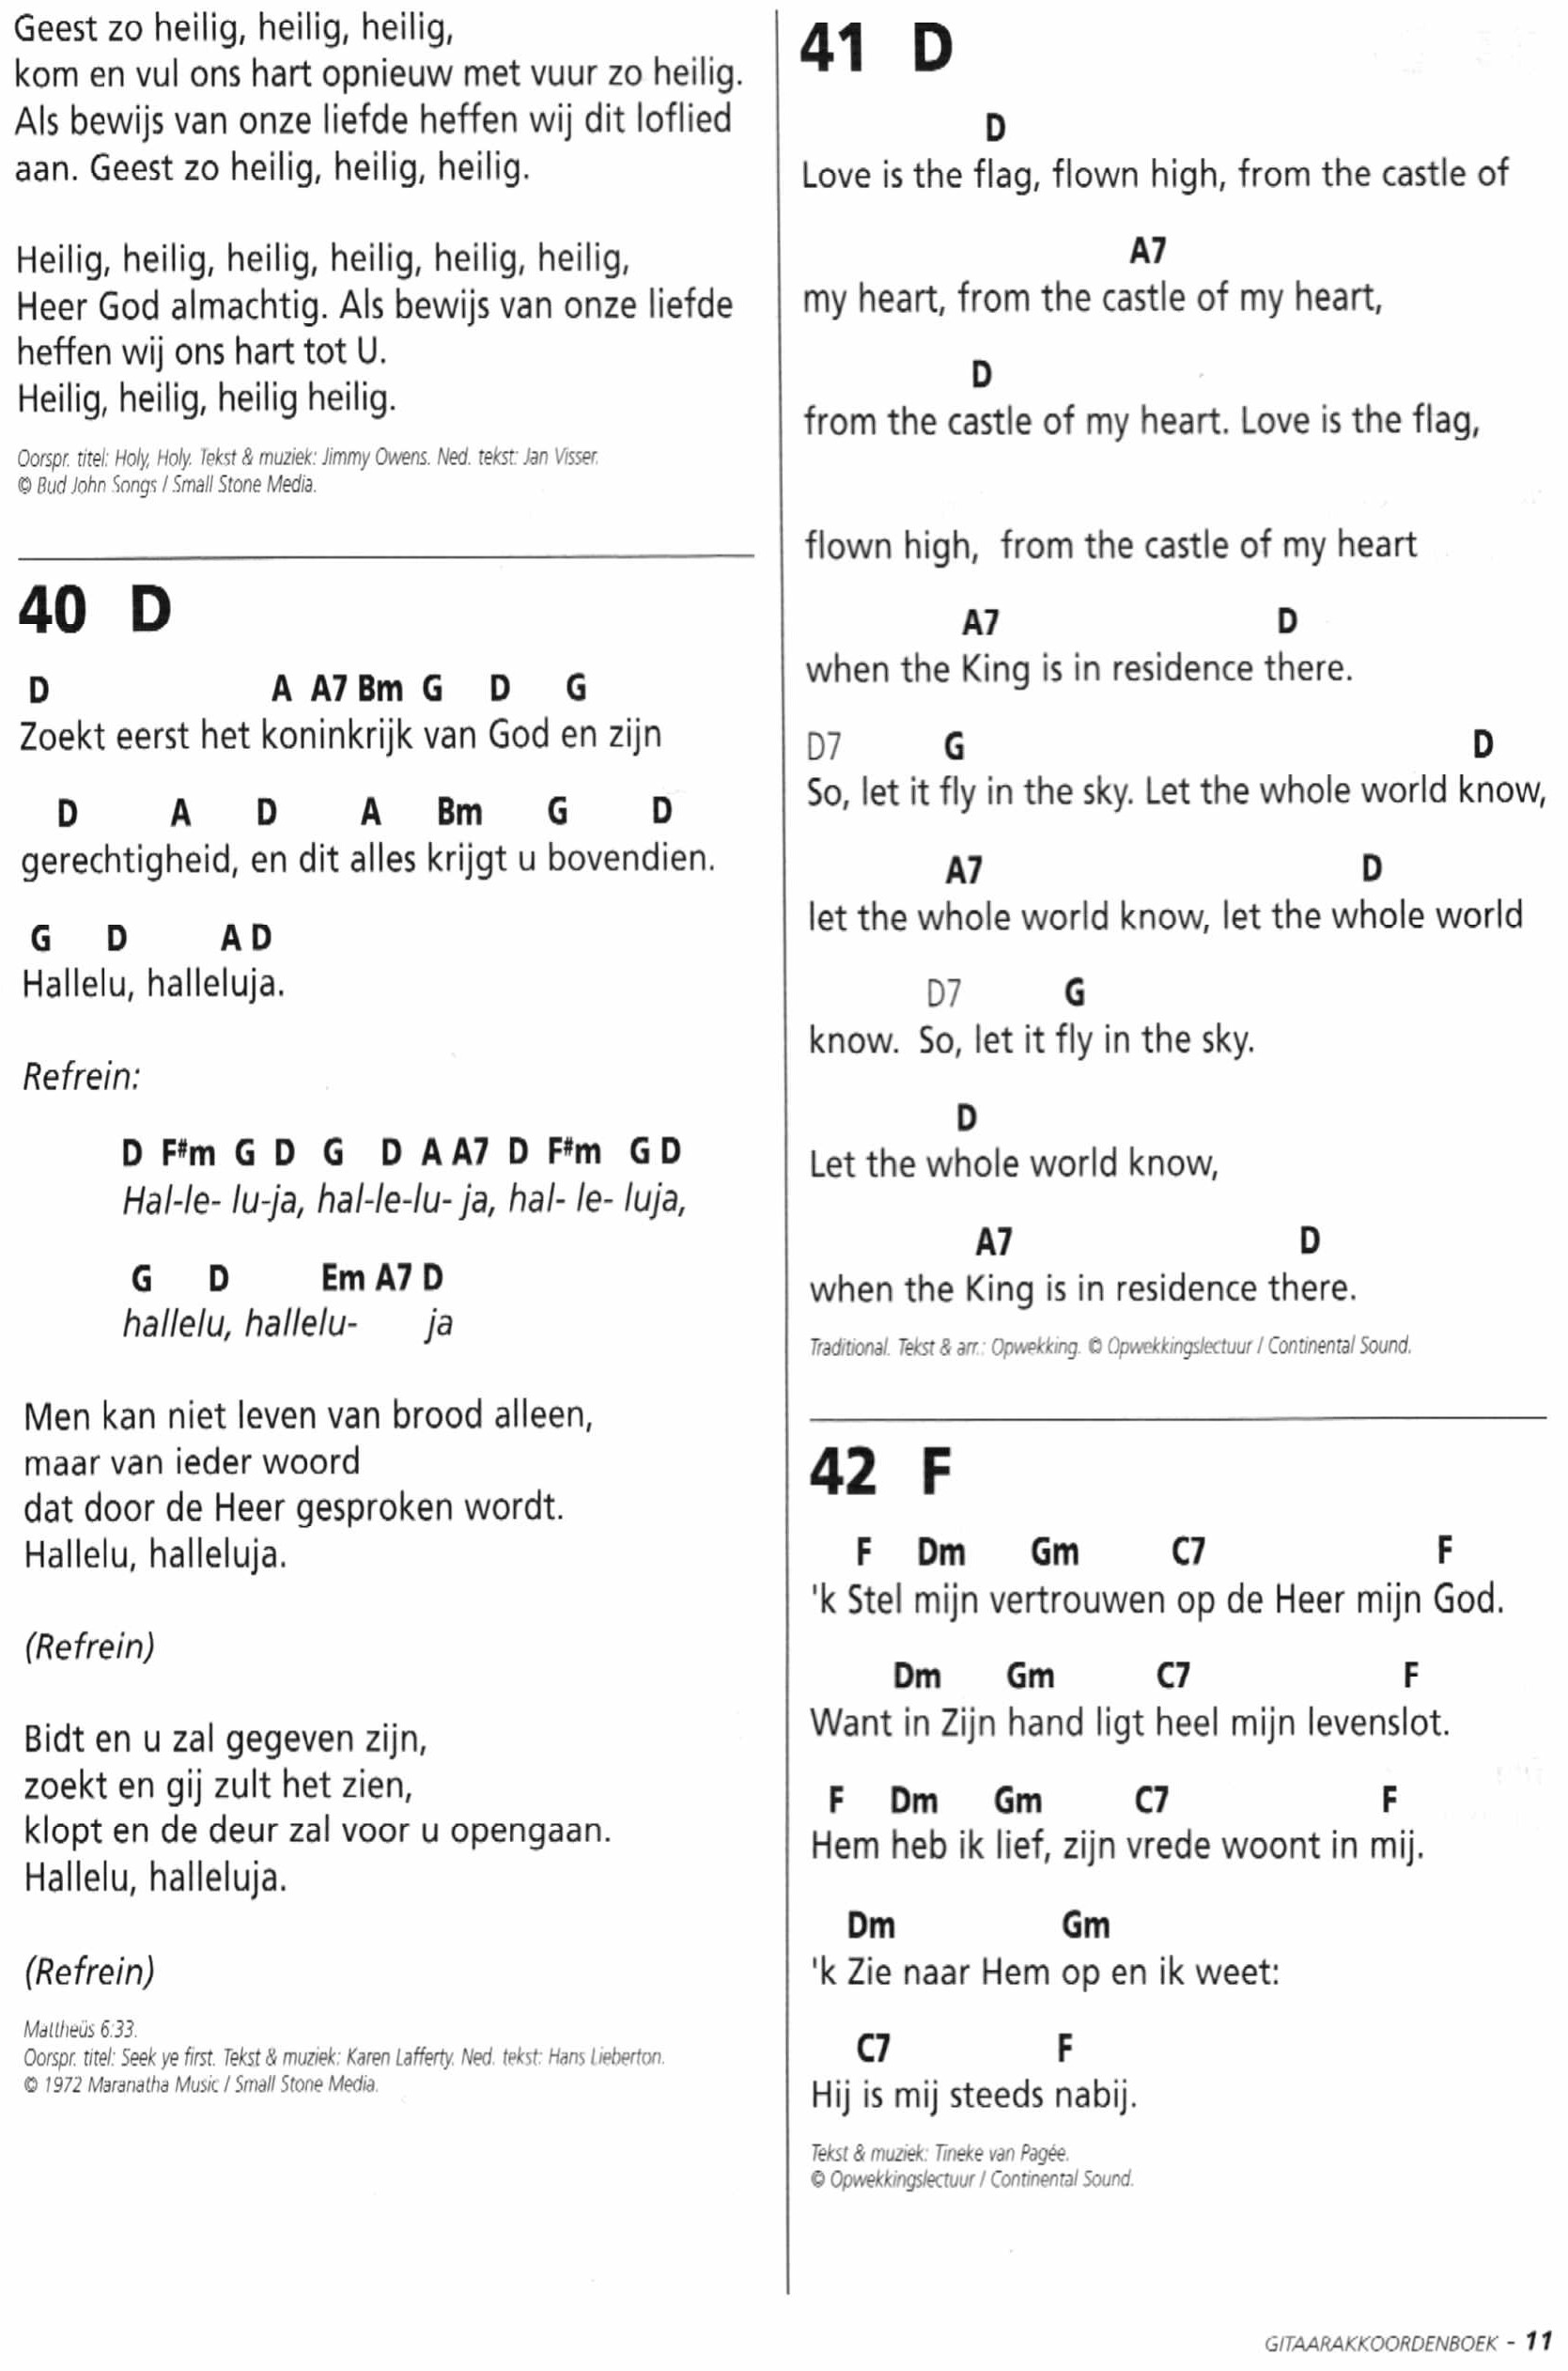 Geest zo heilig, heilig, heilig,
kom en vul ons hart opnieuw met vuur zo heilig.
Als bewijs van onze liefde heffen wij dit loflied
aan. Geest zo heilig, heilig, heilig.

Heilig, heilig, heilig, heilig, heilig, heilig,
Heer God almachtig. Als bewijs van onze liefde
heffen wij ons hart tot U.
Heilig, heilig, heilig heilig.

Oorspr. titel: Holy, Holy. Tekst & muziek: Jimmy Owens. Ned. tekst: Jan Visser.
© Bud John Songs / Small Stone Media.

40 D

D A A7 Bm G D G
Zoekt eerst het koninkrijk van God en zijn
D A D A Bm G D
gerechtigheid, en dit alles krijgt u bovendien.
G D A D
Hallelu, halleluja.

Refrein:

D F#m G D G D A A7 D F#m G D
Hal-le- lu-ja, hal-le-lu- ja, hal- le- luja,
G D Em A7 D
hallelu, hallelu- ja

Men kan niet leven van brood alleen,
maar van ieder woord
dat door de Heer gesproken wordt.
Hallelu, halleluja.

(Refrein)

Bidt en u zal gegeven zijn,
zoekt en gij zult het zien,
klopt en de deur zal voor u opengaan.
Hallelu, halleluja.

(Refrein)

Mattheüs 6:33.
Oorspr. titel: Seek ye first. Tekst & muziek: Karen Lafferty. Ned. tekst: Hans Lieberton.
© 1972 Maranatha Music / Small Stone Media.

41 D

D
Love is the flag, flown high, from the castle of
A7
my heart, from the castle of my heart,
D
from the castle of my heart. Love is the flag,

flown high, from the castle of my heart
A7 D
when the King is in residence there.
D7 G D
So, let it fly in the sky. Let the whole world know,
A7 D
let the whole world know, let the whole world
D7 G
know. So, let it fly in the sky.
D
Let the whole world know,
A7 D
when the King is in residence there.

Traditional. Tekst & arr.: Opwekking. © Opwekkingslectuur / Continental Sound.

42 F

F Dm Gm C7 F
'k Stel mijn vertrouwen op de Heer mijn God.
Dm Gm C7 F
Want in Zijn hand ligt heel mijn levenslot.
F Dm Gm C7 F
Hem heb ik lief, zijn vrede woont in mij.
Dm Gm
'k Zie naar Hem op en ik weet:
C7 F
Hij is mij steeds nabij.

Tekst & muziek: Tineke van Pagée.
© Opwekkingslectuur / Continental Sound.

GITAARAKKOORDENBOEK - 11